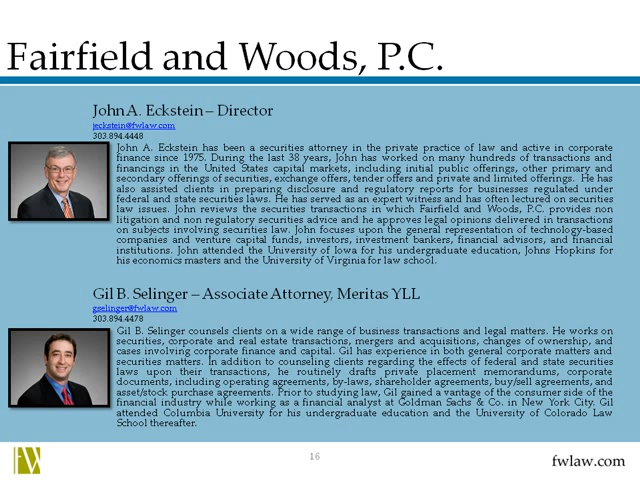 Fairfield and Woods, P.C.
John A. Eckstein – Director
jeckstein@fwlaw.com
303.894.4448
John A. Eckstein has been a securities attorney in the private practice of law and active in corporate
finance since 1975. During the last 38 years, John has worked on many hundreds of transactions and
financings in the United States capital markets, including initial public offerings, other primary and
secondary offerings of securities, exchange offers, tender offers and private and limited offerings. He has
also assisted clients in preparing disclosure and regulatory reports for businesses regulated under
federal and state securities laws. He has served as an expert witness and has often lectured on securities
law issues. John reviews the securities transactions in which Fairfield and Woods, P.C. provides non
litigation and non regulatory securities advice and he approves legal opinions delivered in transactions
on subjects involving securities law. John focuses upon the general representation of technology-based
companies and venture capital funds, investors, investment bankers, financial advisors, and financial
institutions. John attended the University of Iowa for his undergraduate education, Johns Hopkins for
his economics masters and the University of Virginia for law school.
Gil B. Selinger – Associate Attorney, Meritas YLL
gselinger@fwlaw.com
303.894.4478
Gil B. Selinger counsels clients on a wide range of business transactions and legal matters. He works on
securities, corporate and real estate transactions, mergers and acquisitions, changes of ownership, and
cases involving corporate finance and capital. Gil has experience in both general corporate matters and
securities matters. In addition to counseling clients regarding the effects of federal and state securities
laws upon their transactions, he routinely drafts private placement memorandums, corporate
documents, including operating agreements, by-laws, shareholder agreements, buy/sell agreements, and
asset/stock purchase agreements. Prior to studying law, Gil gained a vantage of the consumer side of the
financial industry while working as a financial analyst at Goldman Sachs & Co. in New York City. Gil
attended Columbia University for his undergraduate education and the University of Colorado Law
School thereafter.
FW
16
fwlaw.com